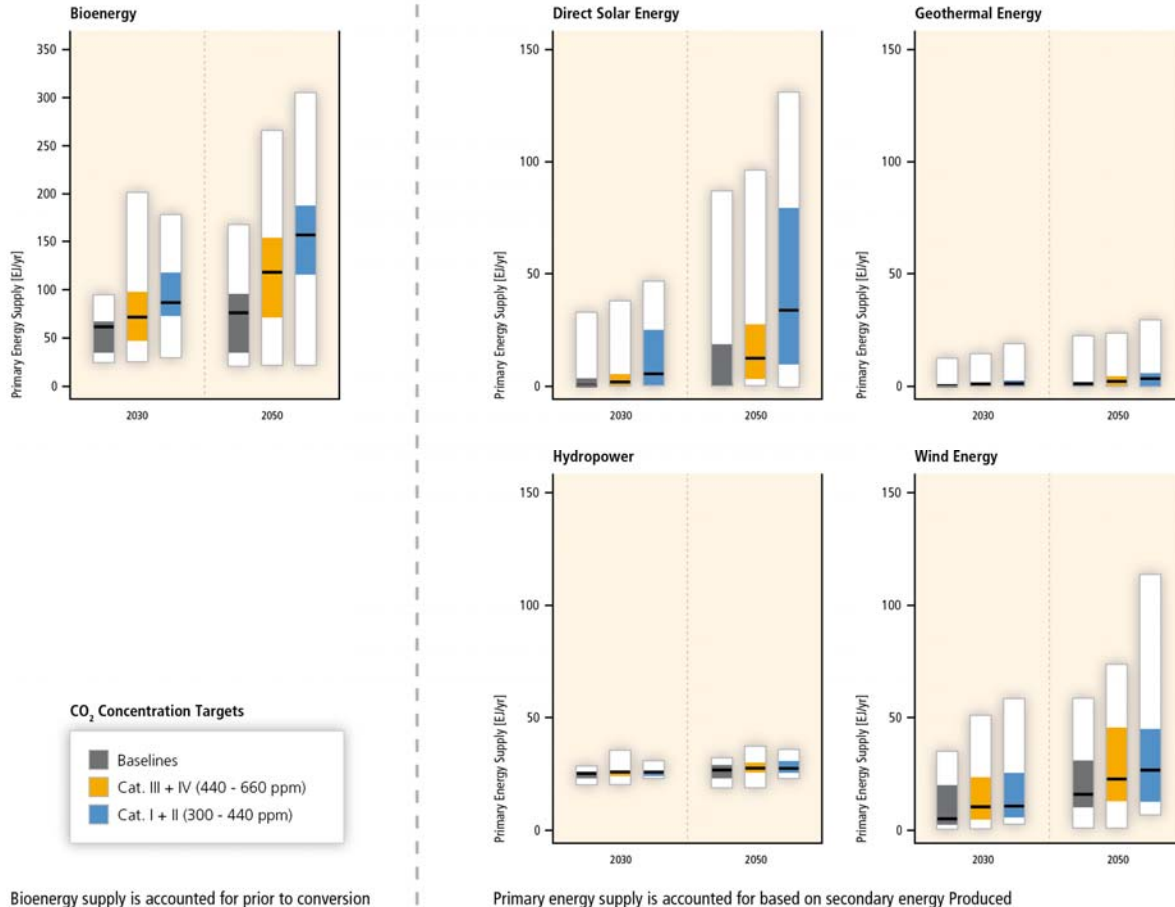 Bioenergy
Primary Energy Supply [EJ/yr]
350
300
250
200
150
100
50
0
2030
2050
Direct Solar Energy
Primary Energy Supply [EJ/yr]
150
100
50
0
2030
2050
Geothermal Energy
Primary Energy Supply [EJ/yr]
150
100
50
0
2030
2050
Hydropower
Primary Energy Supply [EJ/yr]
150
100
50
0
2030
2050
Wind Energy
Primary Energy Supply [EJ/yr]
150
100
50
0
2030
2050
CO₂ Concentration Targets
Baselines
Cat. III + IV (440 - 660 ppm)
Cat. I + II (300 - 440 ppm)
Bioenergy supply is accounted for prior to conversion
Primary energy supply is accounted for based on secondary energy Produced